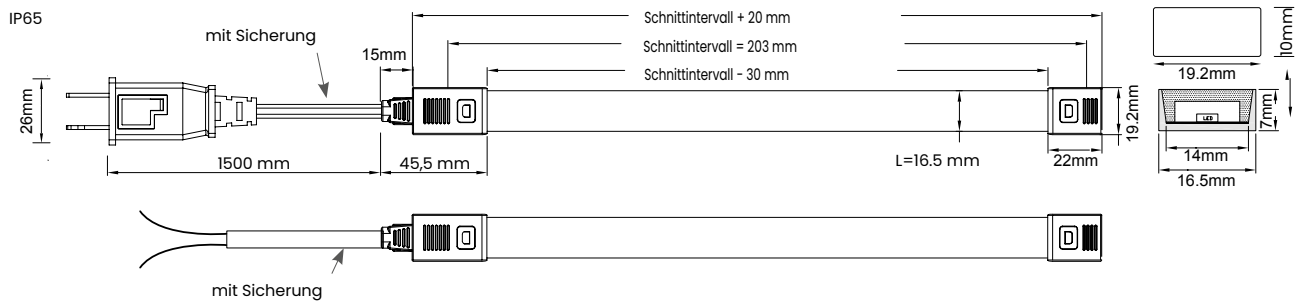 IP65
mit Sicherung
15mm
Schnittintervall + 20 mm
Schnittintervall = 203 mm
Schnittintervall - 30 mm
26mm
1500 mm
45,5 mm
L=16.5 mm
22mm
19.2mm
10mm
19.2mm
LED
7mm
14mm
16.5mm
mit Sicherung